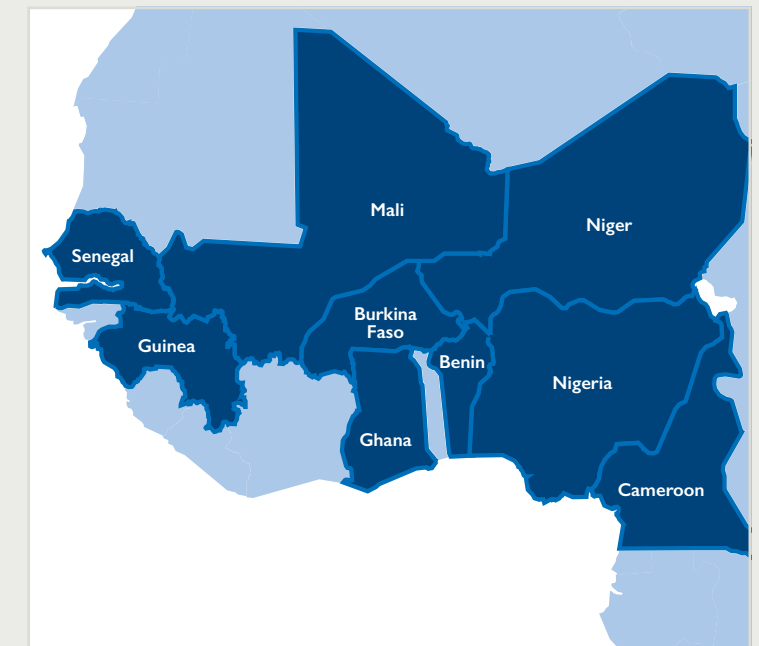 Mali
Niger
Senegal
Burkina
Faso
Guinea
Benin
Nigeria
Ghana
Cameroon